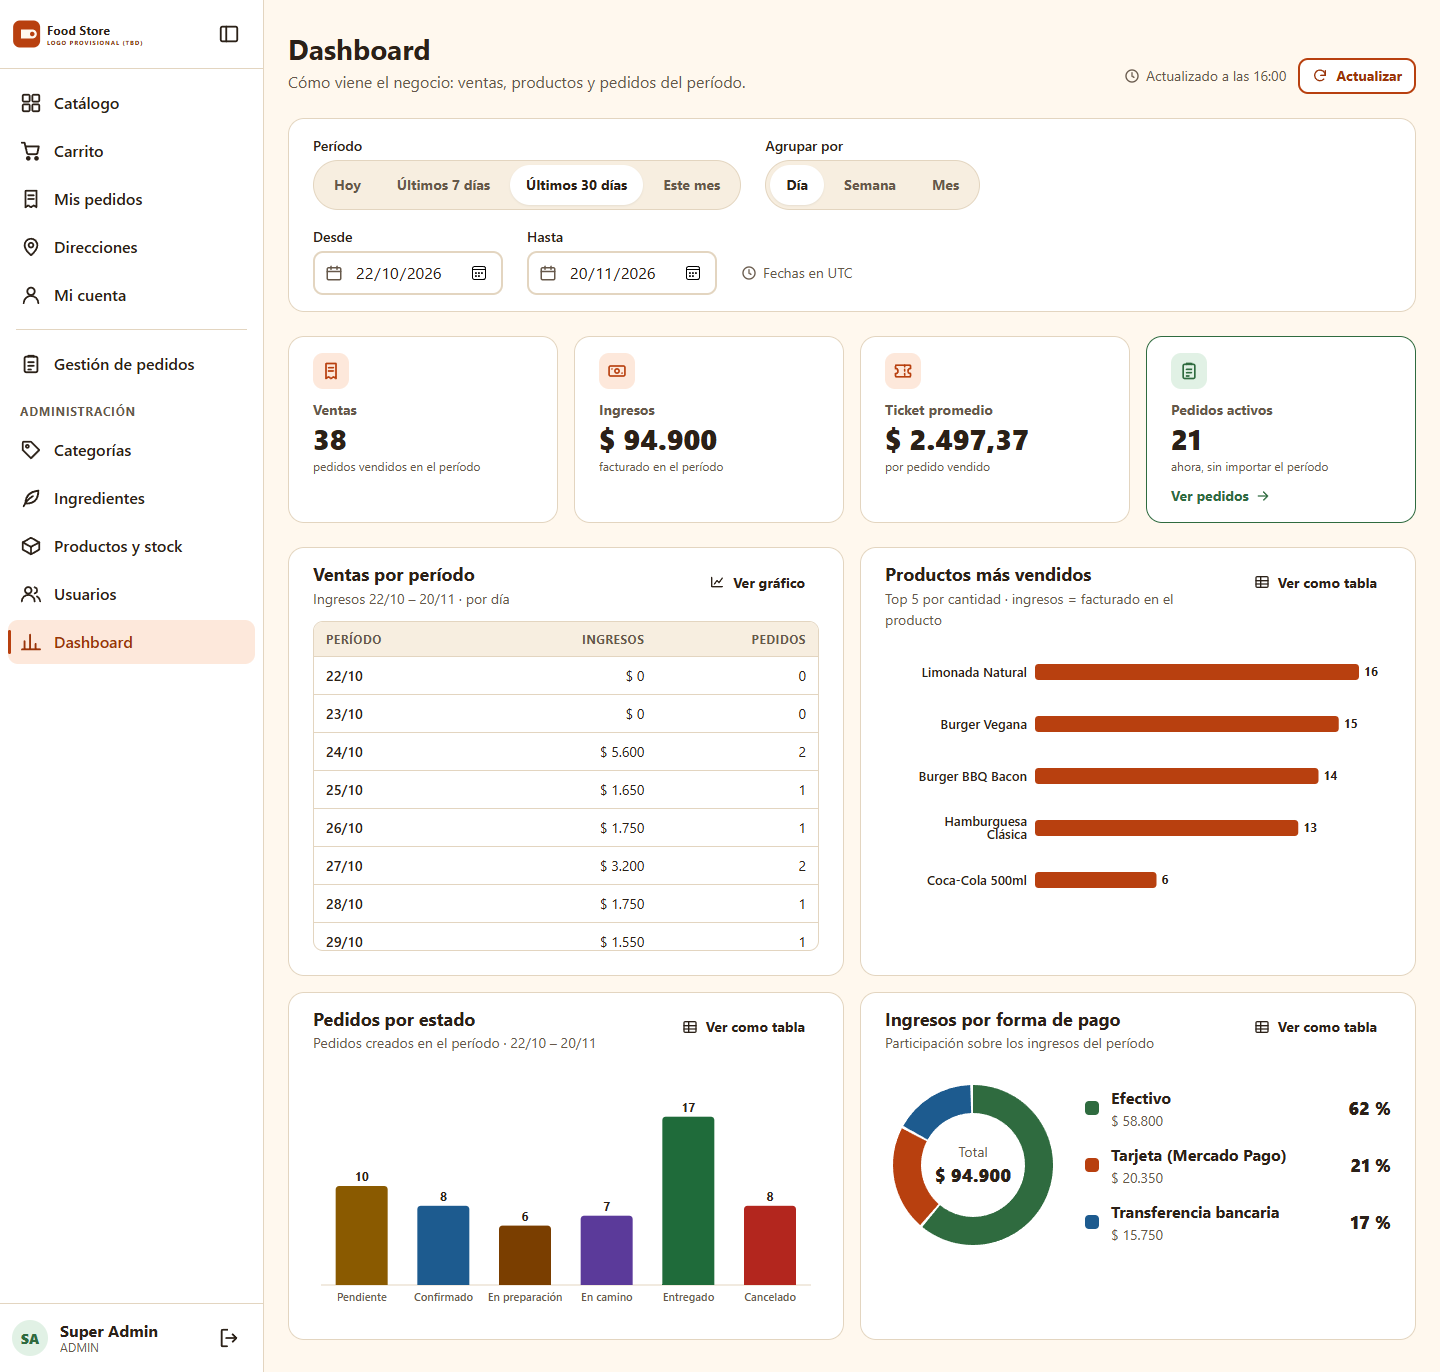 Food Store
LOGO PROVISIONAL (TBD)
Catálogo
Carrito
Mis pedidos
Direcciones
Mi cuenta
Gestión de pedidos
ADMINISTRACIÓN
Categorías
Ingredientes
Productos y stock
Usuarios
Dashboard
SA
Super Admin
ADMIN
Dashboard
Cómo viene el negocio: ventas, productos y pedidos del período.
Actualizado a las 16:00
Actualizar
Período
Hoy
Últimos 7 días
Últimos 30 días
Este mes
Agrupar por
Día
Semana
Mes
Desde
22/10/2026
Hasta
20/11/2026
Fechas en UTC
Ventas
38
pedidos vendidos en el período
Ingresos
$ 94.900
facturado en el período
Ticket promedio
$ 2.497,37
por pedido vendido
Pedidos activos
21
ahora, sin importar el período
Ver pedidos
Ventas por período
Ingresos 22/10 – 20/11 · por día
Ver gráfico
PERÍODO INGRESOS PEDIDOS
22/10 $ 0 0
23/10 $ 0 0
24/10 $ 5.600 2
25/10 $ 1.650 1
26/10 $ 1.750 1
27/10 $ 3.200 2
28/10 $ 1.750 1
29/10 $ 1.550 1
Productos más vendidos
Top 5 por cantidad · ingresos = facturado en el
producto
Ver como tabla
Limonada Natural 16
Burger Vegana 15
Burger BBQ Bacon 14
Hamburguesa
Clásica 13
Coca-Cola 500ml 6
Pedidos por estado
Pedidos creados en el período · 22/10 – 20/11
Ver como tabla
10
8
6
7
17
8
Pendiente
Confirmado
En preparación
En camino
Entregado
Cancelado
Ingresos por forma de pago
Participación sobre los ingresos del período
Ver como tabla
Total
$ 94.900
Efectivo
$ 58.800
62 %
Tarjeta (Mercado Pago)
$ 20.350
21 %
Transferencia bancaria
$ 15.750
17 %